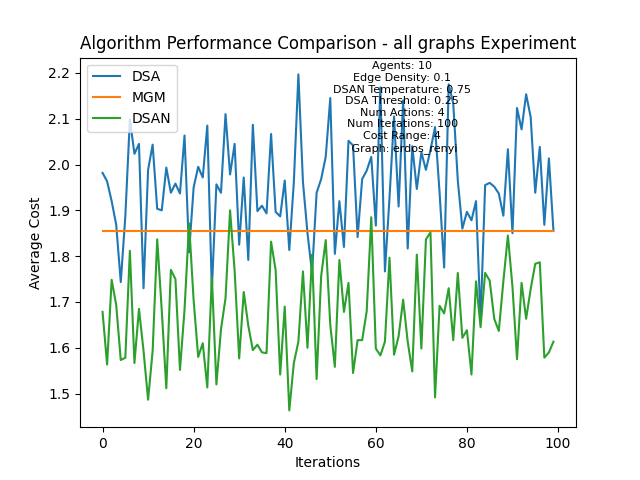 Algorithm Performance Comparison - all graphs Experiment
DSA
MGM
DSAN
Agents: 10
Edge Density: 0.1
DSAN Temperature: 0.75
DSA Threshold: 0.25
Num Actions: 4
Num Iterations: 100
Cost Range: 4
Graph: erdos_renyi
Average Cost
2.2
2.1
2.0
1.9
1.8
1.7
1.6
1.5
0
20
40
60
80
100
Iterations